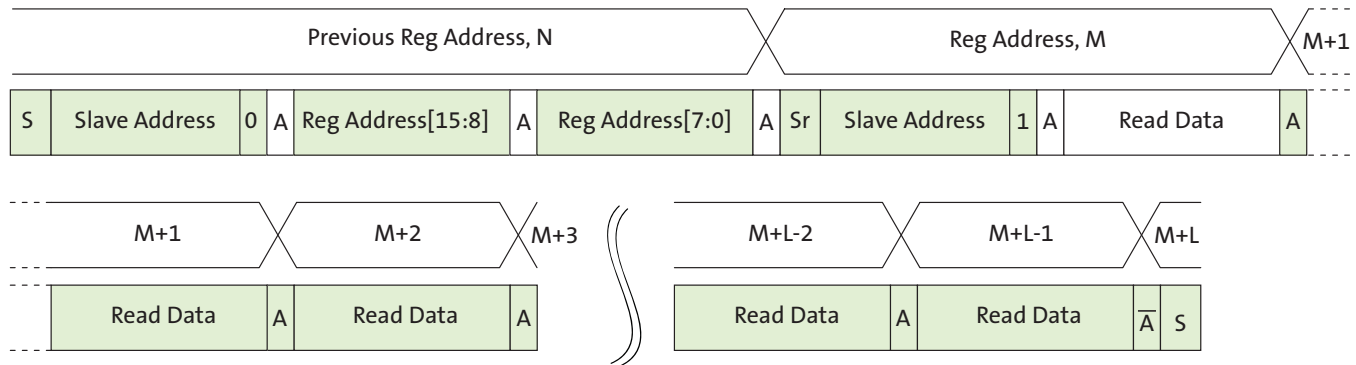 Previous Reg Address, N Reg Address, M M+1
S Slave Address 0 A Reg Address[15:8] A Reg Address[7:0] A Sr Slave Address 1 A Read Data A
M+1 M+2 M+3 M+L-2 M+L-1 M+L
Read Data A Read Data A Read Data A Read Data A̅ S